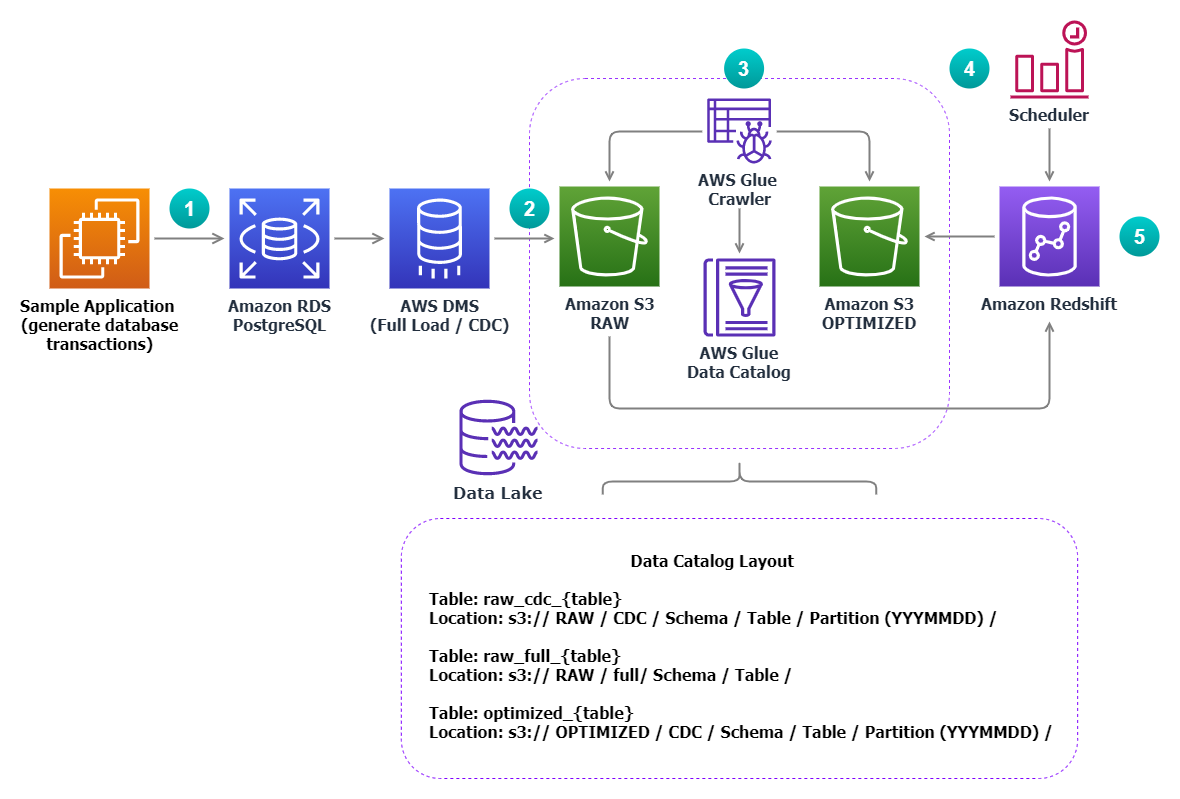 1
2
3
4
5
Scheduler
AWS Glue
Crawler
Sample Application
(generate database
transactions)
Amazon RDS
PostgreSQL
AWS DMS
(Full Load / CDC)
Amazon S3
RAW
AWS Glue
Data Catalog
Amazon S3
OPTIMIZED
Amazon Redshift
Data Lake
Data Catalog Layout
Table: raw_cdc_{table}
Location: s3:// RAW / CDC / Schema / Table / Partition (YYYMMDD) /
Table: raw_full_{table}
Location: s3:// RAW / full/ Schema / Table /
Table: optimized_{table}
Location: s3:// OPTIMIZED / CDC / Schema / Table / Partition (YYYMMDD) /